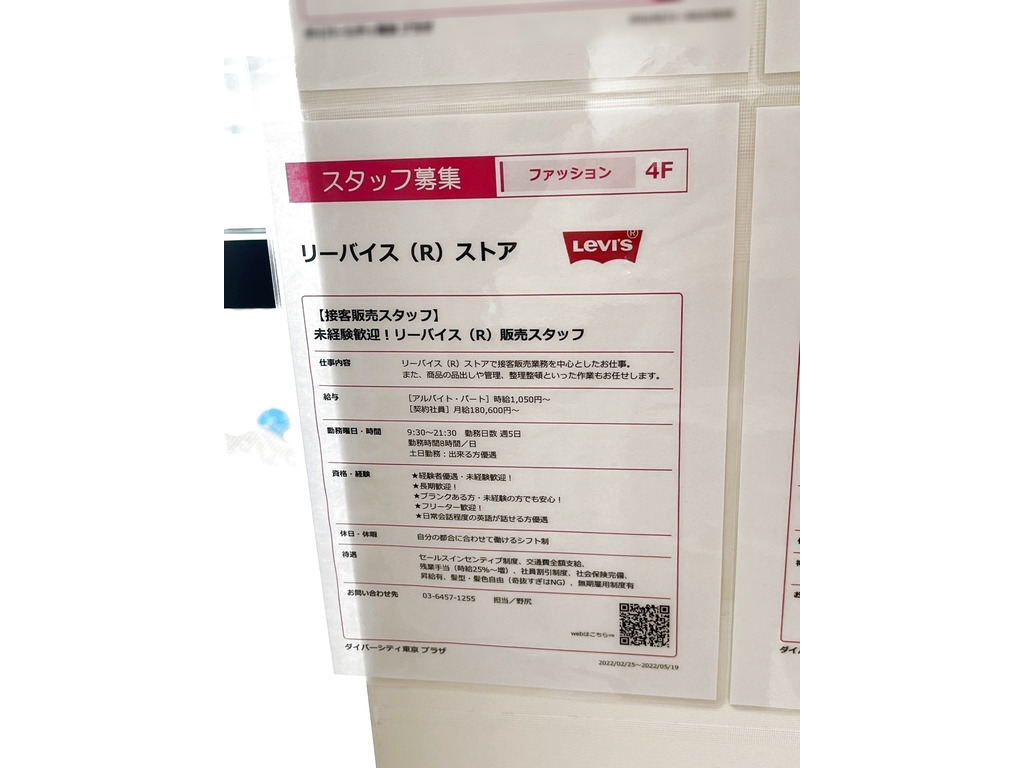 ダイバーシティ東京 プラザ
スタッフ募集
ファッション
4F
リーバイス（R）ストア
LEVI'S
(R)
【接客販売スタッフ】
未経験歓迎！リーバイス（R）販売スタッフ
仕事内容
リーバイス（R）ストアで接客販売業務を中心としたお仕事。
また、商品の品出しや管理、整理整頓といった作業もお任せします。
給与
［アルバイト・パート］時給1,050円～
［契約社員］月給180,600円～
勤務曜日・時間
9:30～21:30　勤務日数 週5日
勤務時間8時間／日
土日勤務：出来る方優遇
資格・経験
★経験者優遇・未経験歓迎！
★長期歓迎！
★ブランクある方・未経験の方でも安心！
★フリーター歓迎！
★日常会話程度の英語が話せる方優遇
休日・休暇
自分の都合に合わせて働けるシフト制
待遇
セールスインセンティブ制度、交通費全額支給、
残業手当（時給25%～増）、社員割引制度、社会保険完備、
昇給有、髪型・髪色自由（奇抜すぎはNG）、無期雇用制度有
お問い合わせ先
03-6457-1255　担当／野尻
webはこちら⇒
ダイバーシティ東京 プラザ
2022/02/25～2022/05/19
ダイ